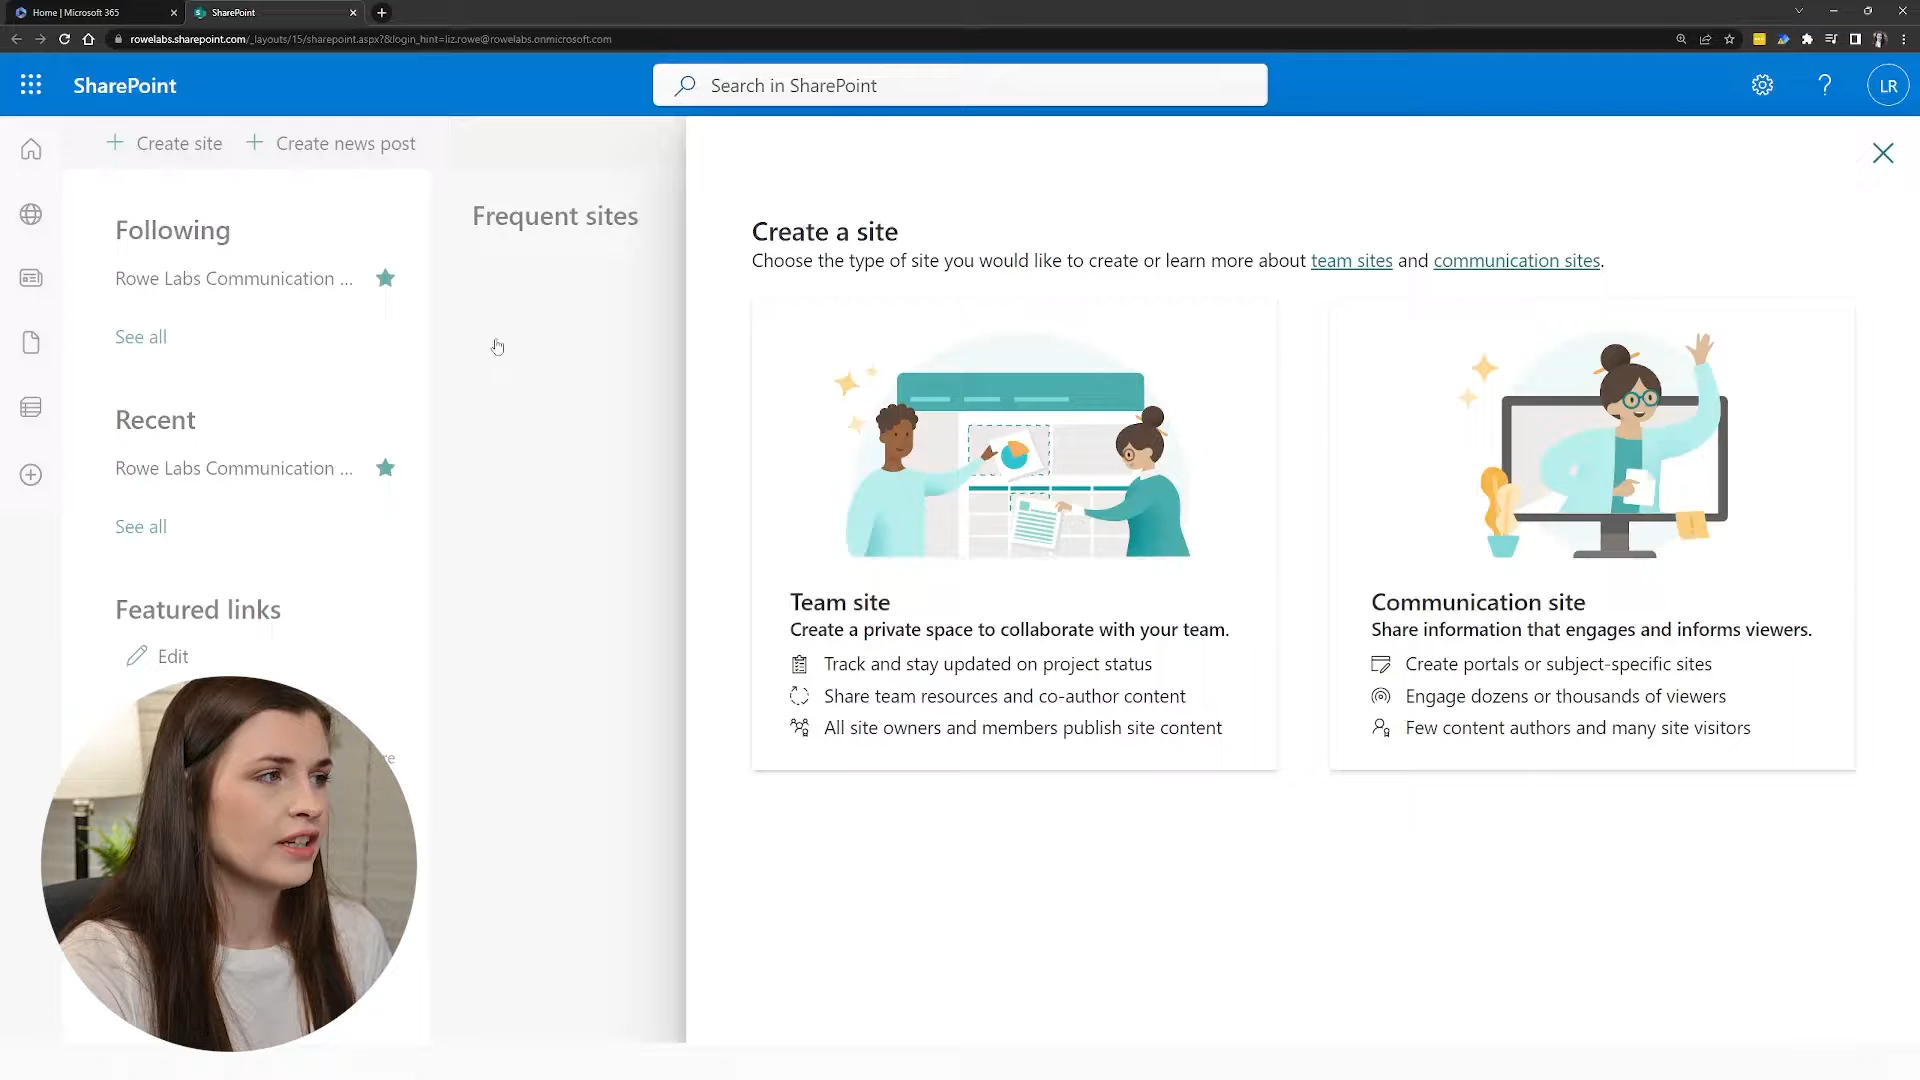 Home | Microsoft 365
SharePoint
rowelabs.sharepoint.com/_layouts/15/sharepoint.aspx?&login_hint=liz.rowe@rowelabs.onmicrosoft.com
SharePoint
Search in SharePoint
?
LR
Create site
Create news post
Following
Rowe Labs Communication ...
See all
Recent
Rowe Labs Communication ...
See all
Featured links
Edit
re
Frequent sites
Create a site
Choose the type of site you would like to create or learn more about team sites and communication sites.
Team site
Create a private space to collaborate with your team.
Track and stay updated on project status
Share team resources and co-author content
All site owners and members publish site content
Communication site
Share information that engages and informs viewers.
Create portals or subject-specific sites
Engage dozens or thousands of viewers
Few content authors and many site visitors